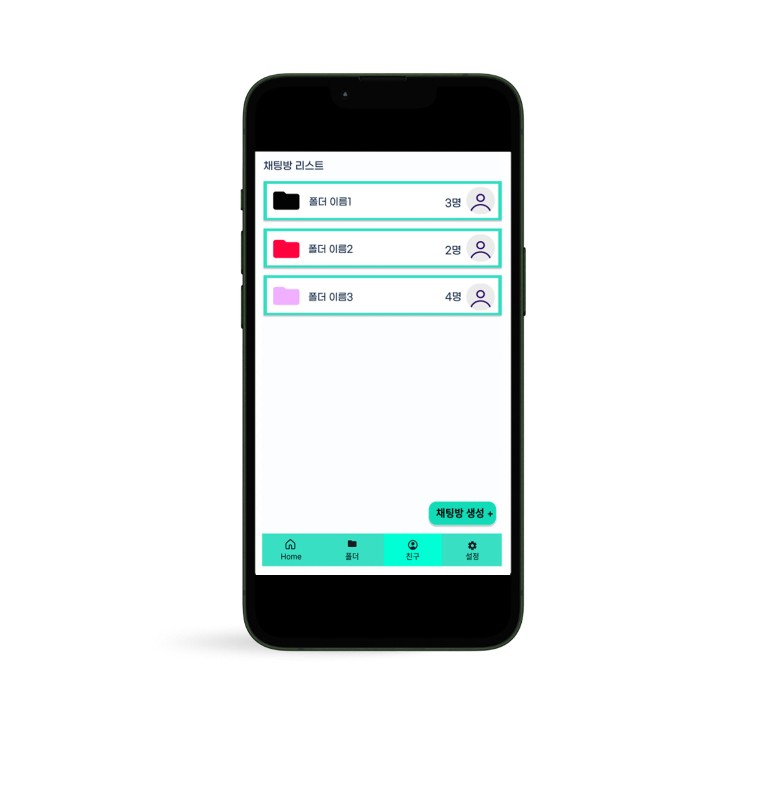 채팅방 리스트
폴더 이름1 3명
폴더 이름2 2명
폴더 이름3 4명
채팅방 생성 +
Home 폴더 친구 설정